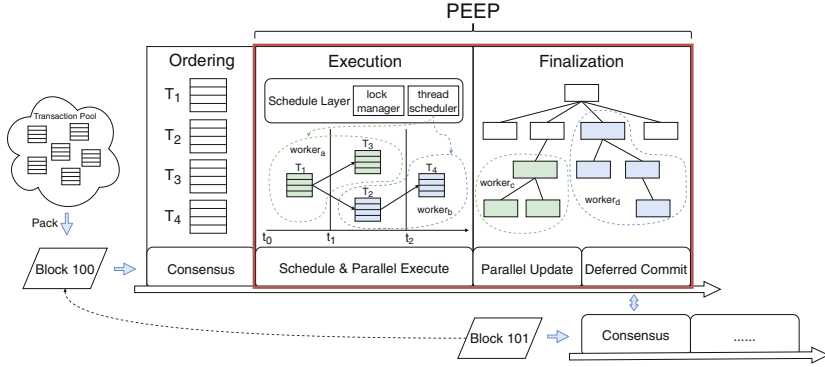 PEEP
Ordering
Execution
Finalization
Transaction Pool
T1
T2
T3
T4
Schedule Layer
lock
manager
thread
scheduler
workera
T1
T3
T2
T4
workerb
t0
t1
t2
workerc
workerd
Pack
Block 100
Consensus
Schedule & Parallel Execute
Parallel Update
Deferred Commit
Block 101
Consensus
......